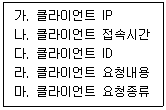 가. 클라이언트 IP
나. 클라이언트 접속시간
다. 클라이언트 ID
라. 클라이언트 요청내용
마. 클라이언트 요청종류